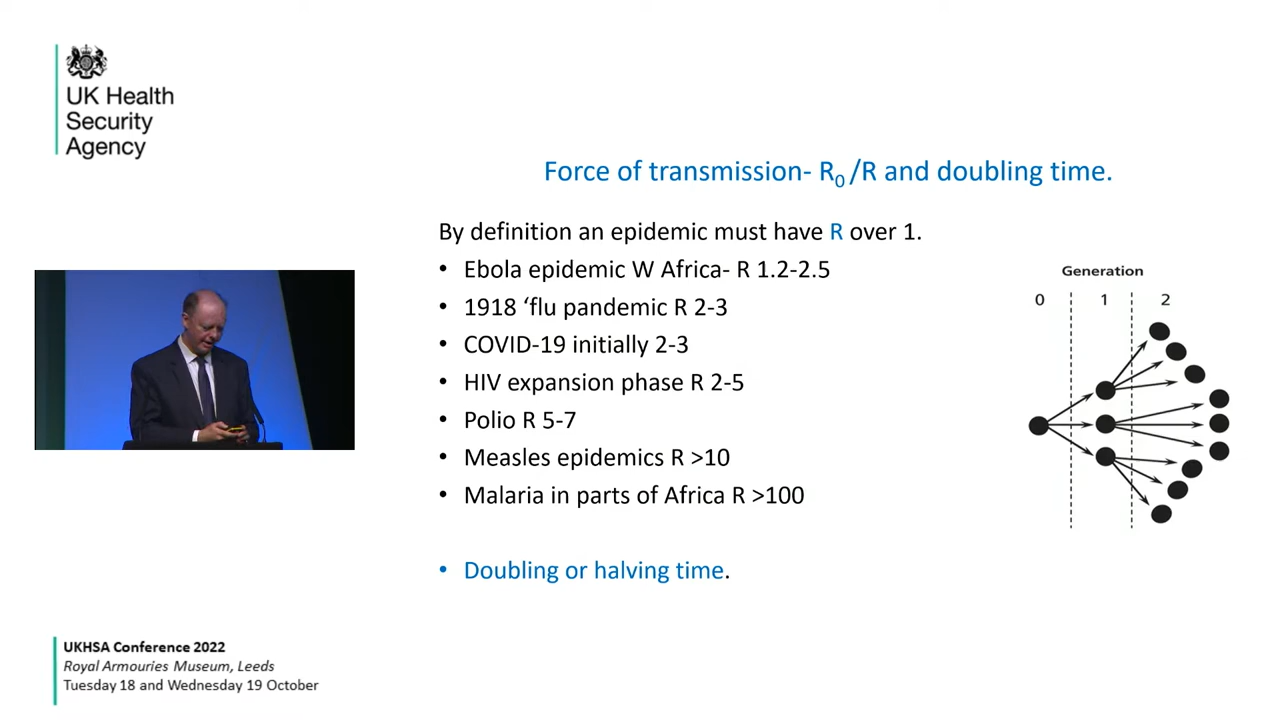 UK Health
Security
Agency
Force of transmission- R₀ /R and doubling time.
By definition an epidemic must have R over 1.
• Ebola epidemic W Africa- R 1.2-2.5
• 1918 ‘flu pandemic R 2-3
• COVID-19 initially 2-3
• HIV expansion phase R 2-5
• Polio R 5-7
• Measles epidemics R >10
• Malaria in parts of Africa R >100
• Doubling or halving time.
Generation
0 1 2
UKHSA Conference 2022
Royal Armouries Museum, Leeds
Tuesday 18 and Wednesday 19 October